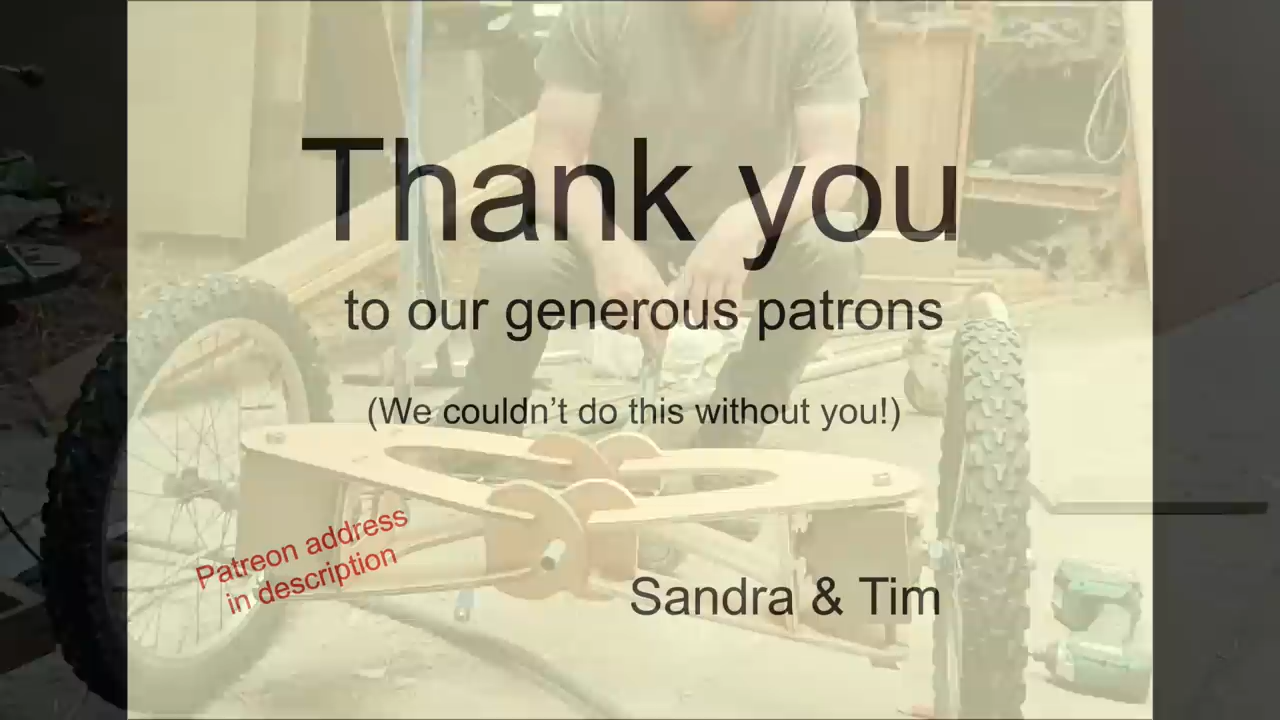 Thank you
to our generous patrons
(We couldn't do this without you!)
Patreon address
in description
Sandra & Tim